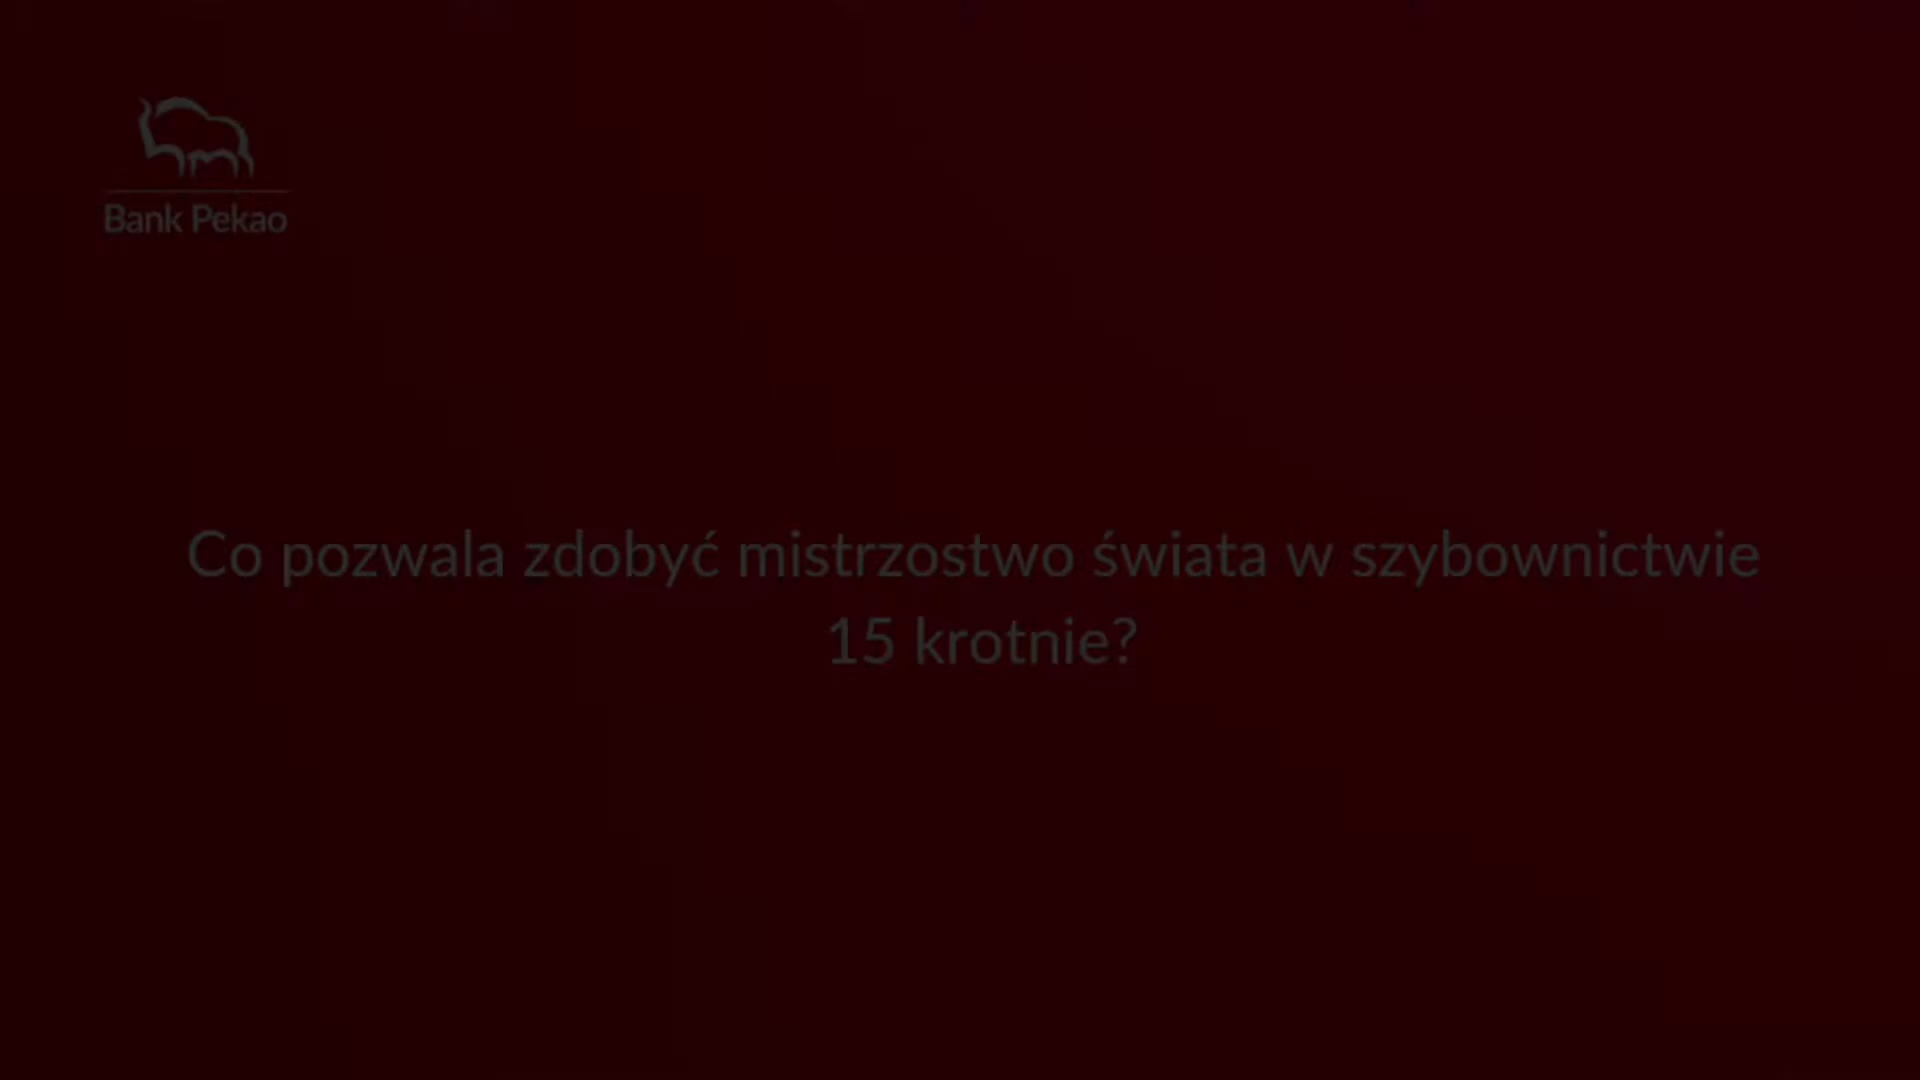 Bank Pekao
Co pozwala zdobyć mistrzostwo świata w szybownictwie
15 krotnie?